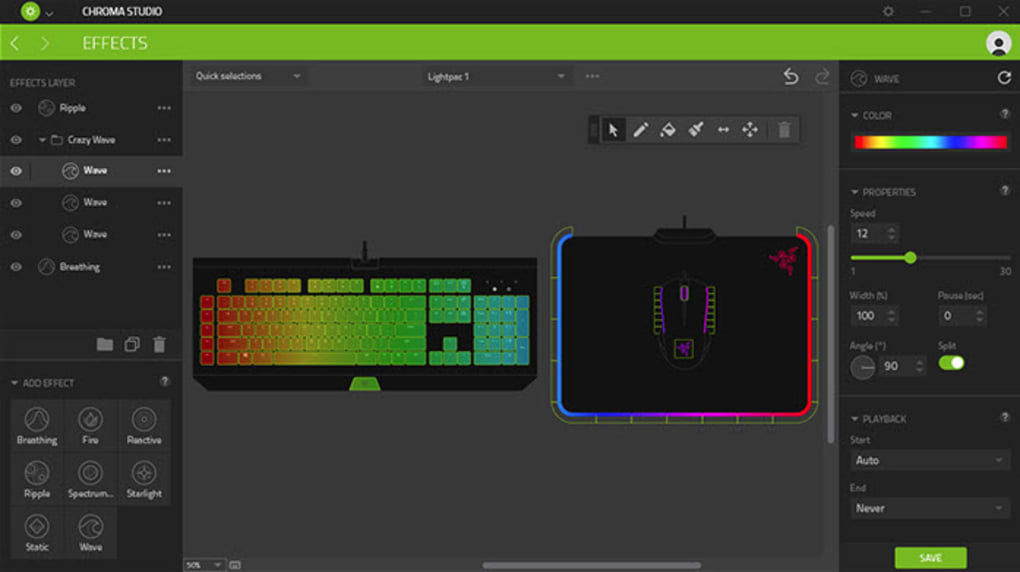 CHROMA STUDIO
EFFECTS
EFFECTS LAYER
Ripple
Crazy Wave
Wave
Wave
Wave
Breathing
ADD EFFECT
?
Breathing
Fire
Reactive
Ripple
Spectrum...
Starlight
Static
Wave
Quick selections
Lightpac 1
50%
WAVE
COLOR
?
PROPERTIES
?
Speed
12
1
30
Width (%)
Pause (sec)
100
0
Angle (°)
Split
90
PLAYBACK
?
Start
Auto
End
Never
SAVE